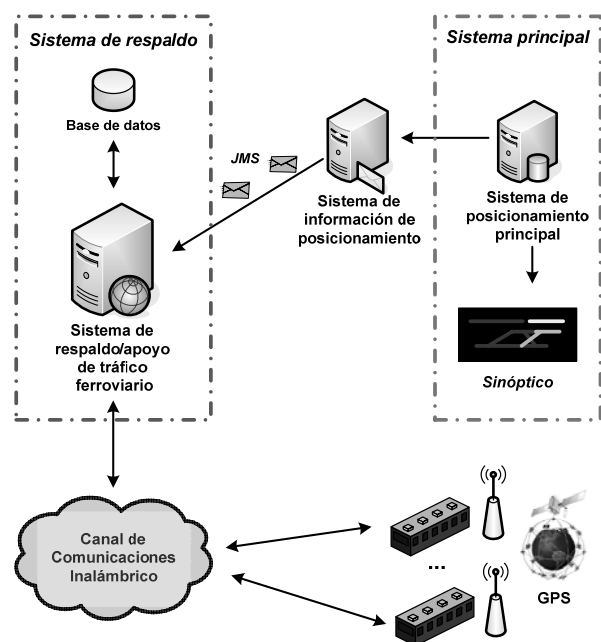 Sistema de respaldo
Base de datos
JMS
Sistema de
respaldo/apoyo
de tráfico
ferroviario
Sistema de
información de
posicionamiento
Sistema principal
Sistema de
posicionamiento
principal
Sinóptico
Canal de
Comunicaciones
Inalámbrico
...
GPS